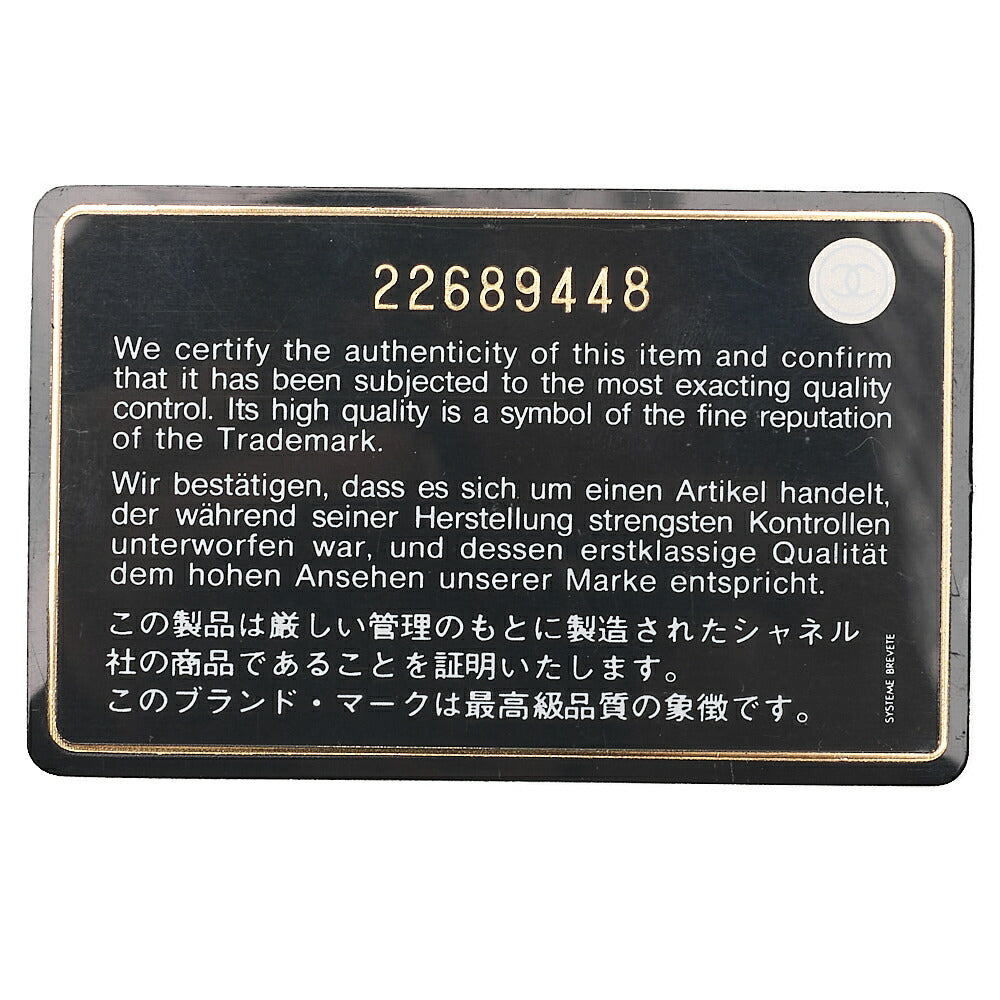 22689448
We certify the authenticity of this item and confirm
that it has been subjected to the most exacting quality
control. Its high quality is a symbol of the fine reputation
of the Trademark.
Wir bestätigen, dass es sich um einen Artikel handelt,
der während seiner Herstellung strengsten Kontrollen
unterworfen war, und dessen erstklassige Qualität
dem hohen Ansehen unserer Marke entspricht.
この製品は厳しい管理のもとに製造されたシャネル
社の商品であることを証明いたします。
このブランド・マークは最高級品質の象徴です。
SYSTEME BREVETE